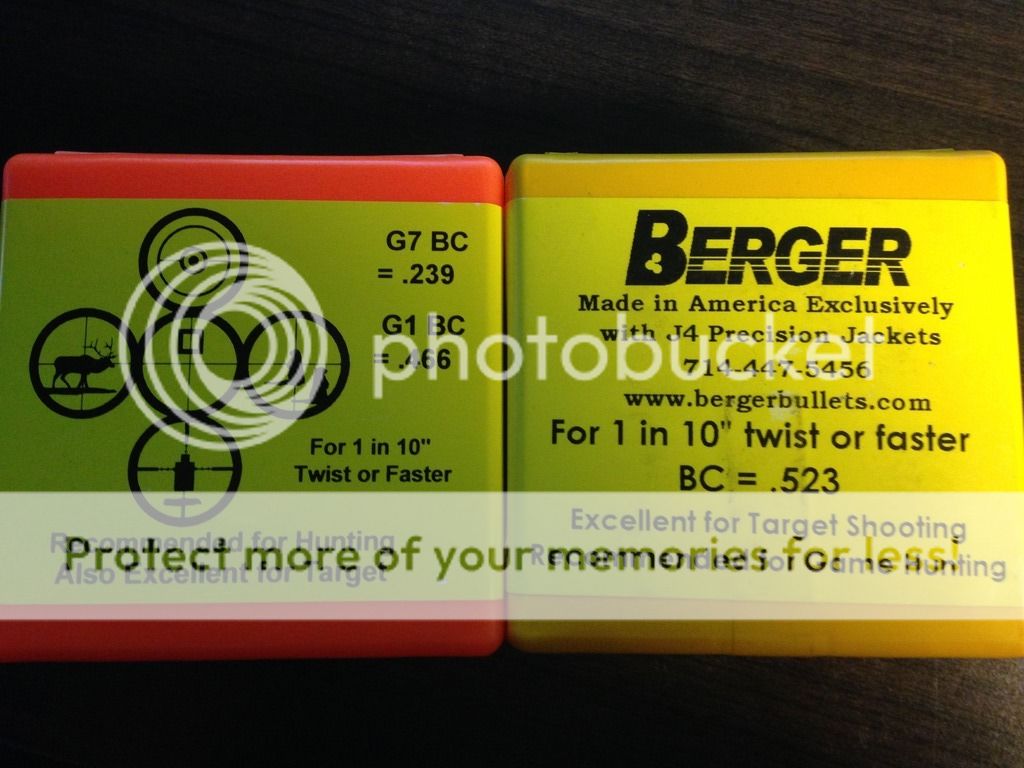 G7 BC
= .239
G1 BC
= .466
For 1 in 10"
Twist or Faster
Recommended for Hunting
Also Excellent for Target
BERGER
Made in America Exclusively
with J4 Precision Jackets
714-447-5456
www.bergerbullets.com
For 1 in 10" twist or faster
BC = .523
Excellent for Target Shooting
Recommended for Game Hunting
photobucket
Protect more of your memories for less!